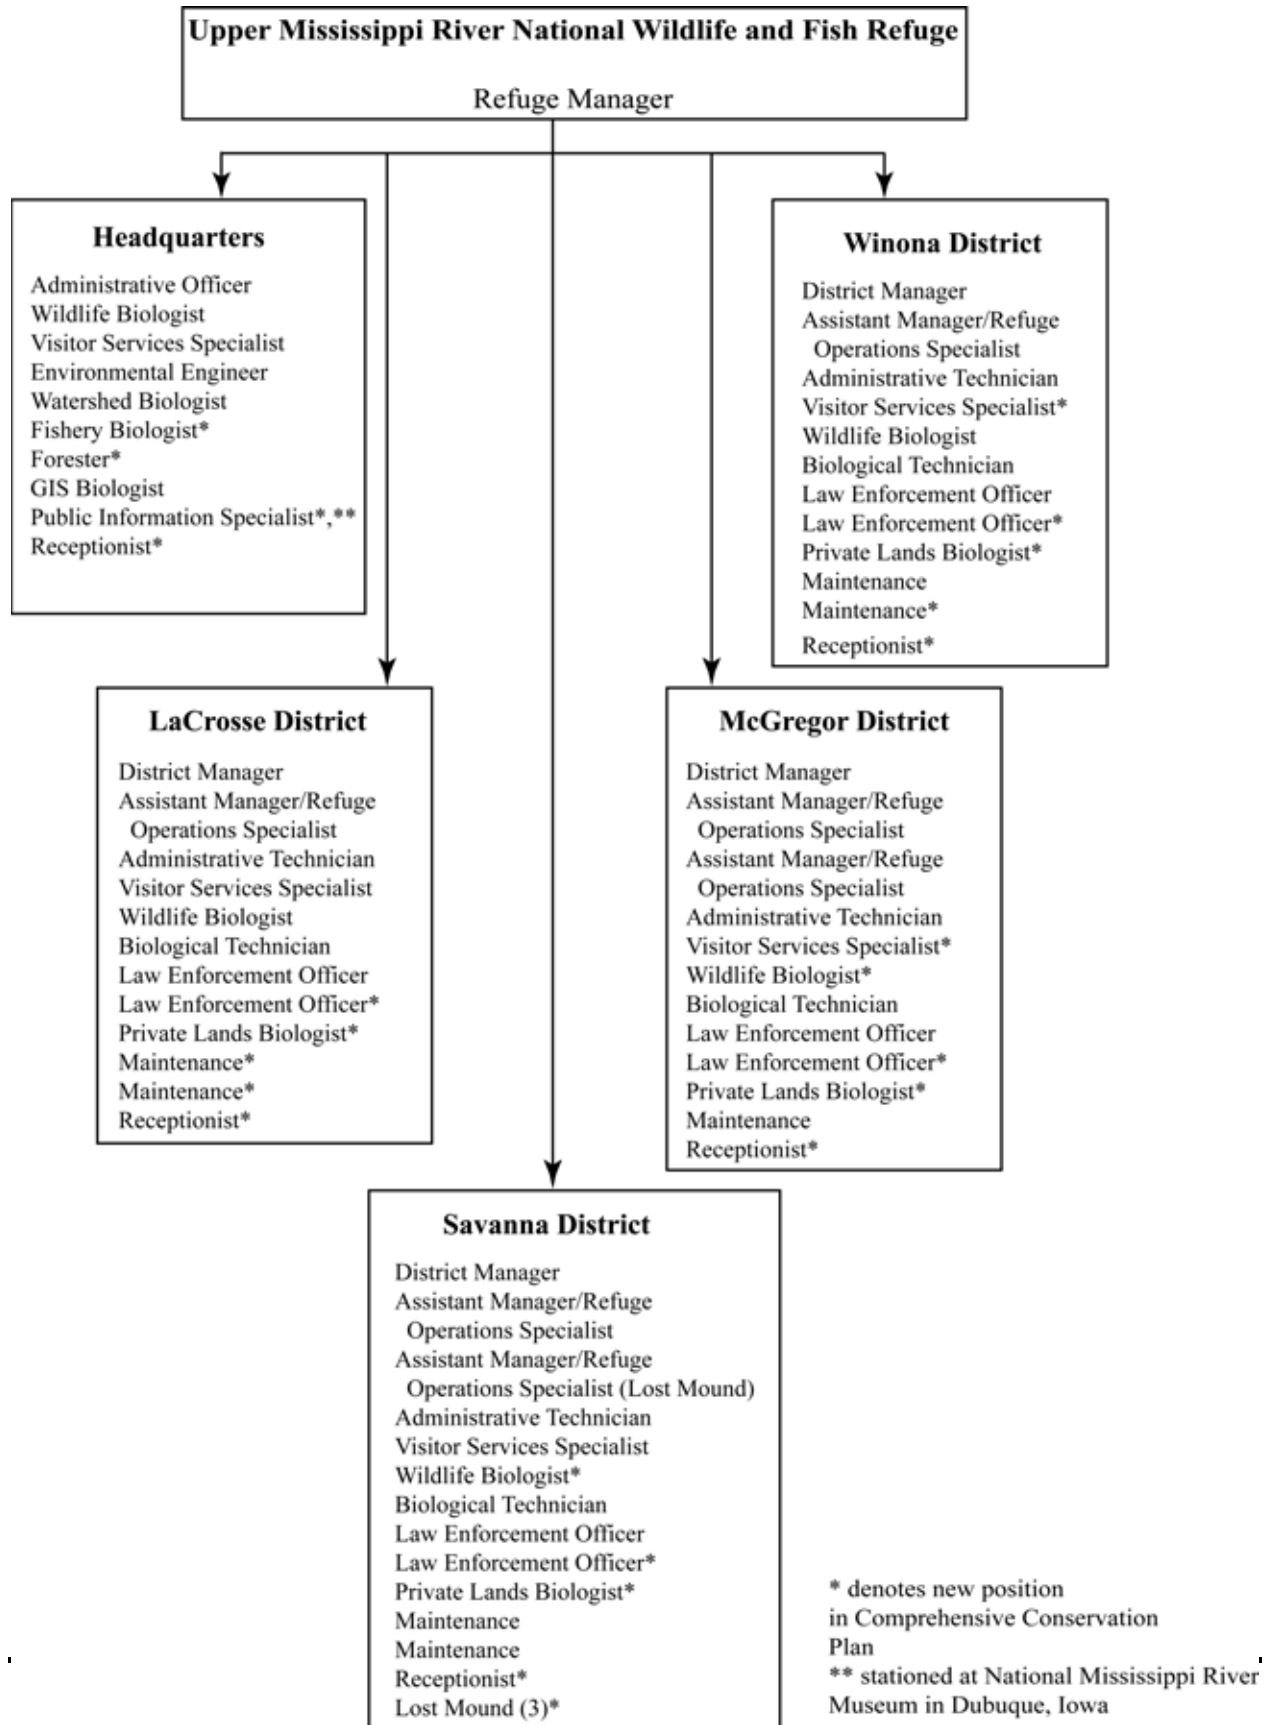 Upper Mississippi River National Wildlife and Fish Refuge
Refuge Manager
Headquarters
Administrative Officer
Wildlife Biologist
Visitor Services Specialist
Environmental Engineer
Watershed Biologist
Fishery Biologist*
Forester*
GIS Biologist
Public Information Specialist*,**
Receptionist*
Winona District
District Manager
Assistant Manager/Refuge
Operations Specialist
Administrative Technician
Visitor Services Specialist*
Wildlife Biologist
Biological Technician
Law Enforcement Officer
Law Enforcement Officer*
Private Lands Biologist*
Maintenance
Maintenance*
Receptionist*
LaCrosse District
District Manager
Assistant Manager/Refuge
Operations Specialist
Administrative Technician
Visitor Services Specialist
Wildlife Biologist
Biological Technician
Law Enforcement Officer
Law Enforcement Officer*
Private Lands Biologist*
Maintenance*
Maintenance*
Receptionist*
McGregor District
District Manager
Assistant Manager/Refuge
Operations Specialist
Assistant Manager/Refuge
Operations Specialist
Administrative Technician
Visitor Services Specialist*
Wildlife Biologist*
Biological Technician
Law Enforcement Officer
Law Enforcement Officer*
Private Lands Biologist*
Maintenance
Receptionist*
Savanna District
District Manager
Assistant Manager/Refuge
Operations Specialist
Assistant Manager/Refuge
Operations Specialist (Lost Mound)
Administrative Technician
Visitor Services Specialist
Wildlife Biologist*
Biological Technician
Law Enforcement Officer
Law Enforcement Officer*
Private Lands Biologist*
Maintenance
Maintenance
Receptionist*
Lost Mound (3)*
* denotes new position
in Comprehensive Conservation
Plan
** stationed at National Mississippi River
Museum in Dubuque, Iowa